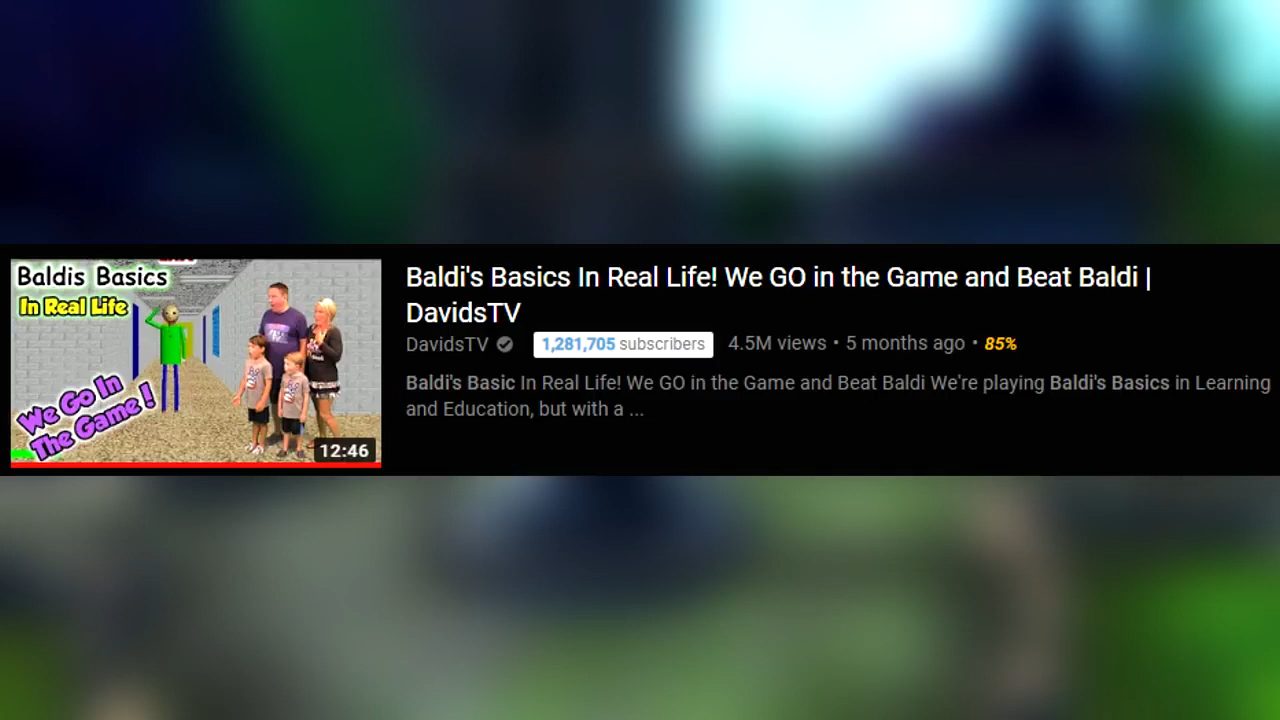 Baldis Basics
In Real Life
We Go In
The Game !
12:46
Baldi's Basics In Real Life! We GO in the Game and Beat Baldi |
DavidsTV
DavidsTV 1,281,705 subscribers 4.5M views • 5 months ago • 85%
Baldi's Basic In Real Life! We GO in the Game and Beat Baldi We're playing Baldi's Basics in Learning
and Education, but with a ...